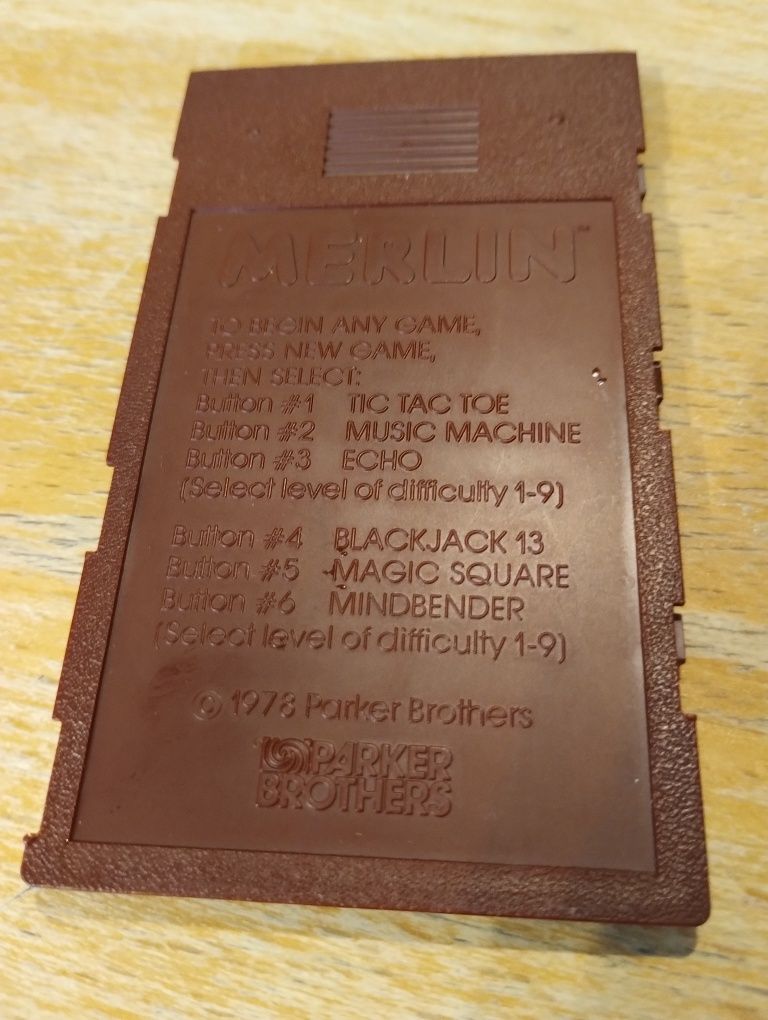 MERLIN™
TO BEGIN ANY GAME,
PRESS NEW GAME,
THEN SELECT:
Button #1 TIC TAC TOE
Button #2 MUSIC MACHINE
Button #3 ECHO
(Select level of difficulty 1-9)
Button #4 BLACKJACK 13
Button #5 MAGIC SQUARE
Button #6 MINDBENDER
(Select level of difficulty 1-9)
© 1978 Parker Brothers
PARKER
BROTHERS